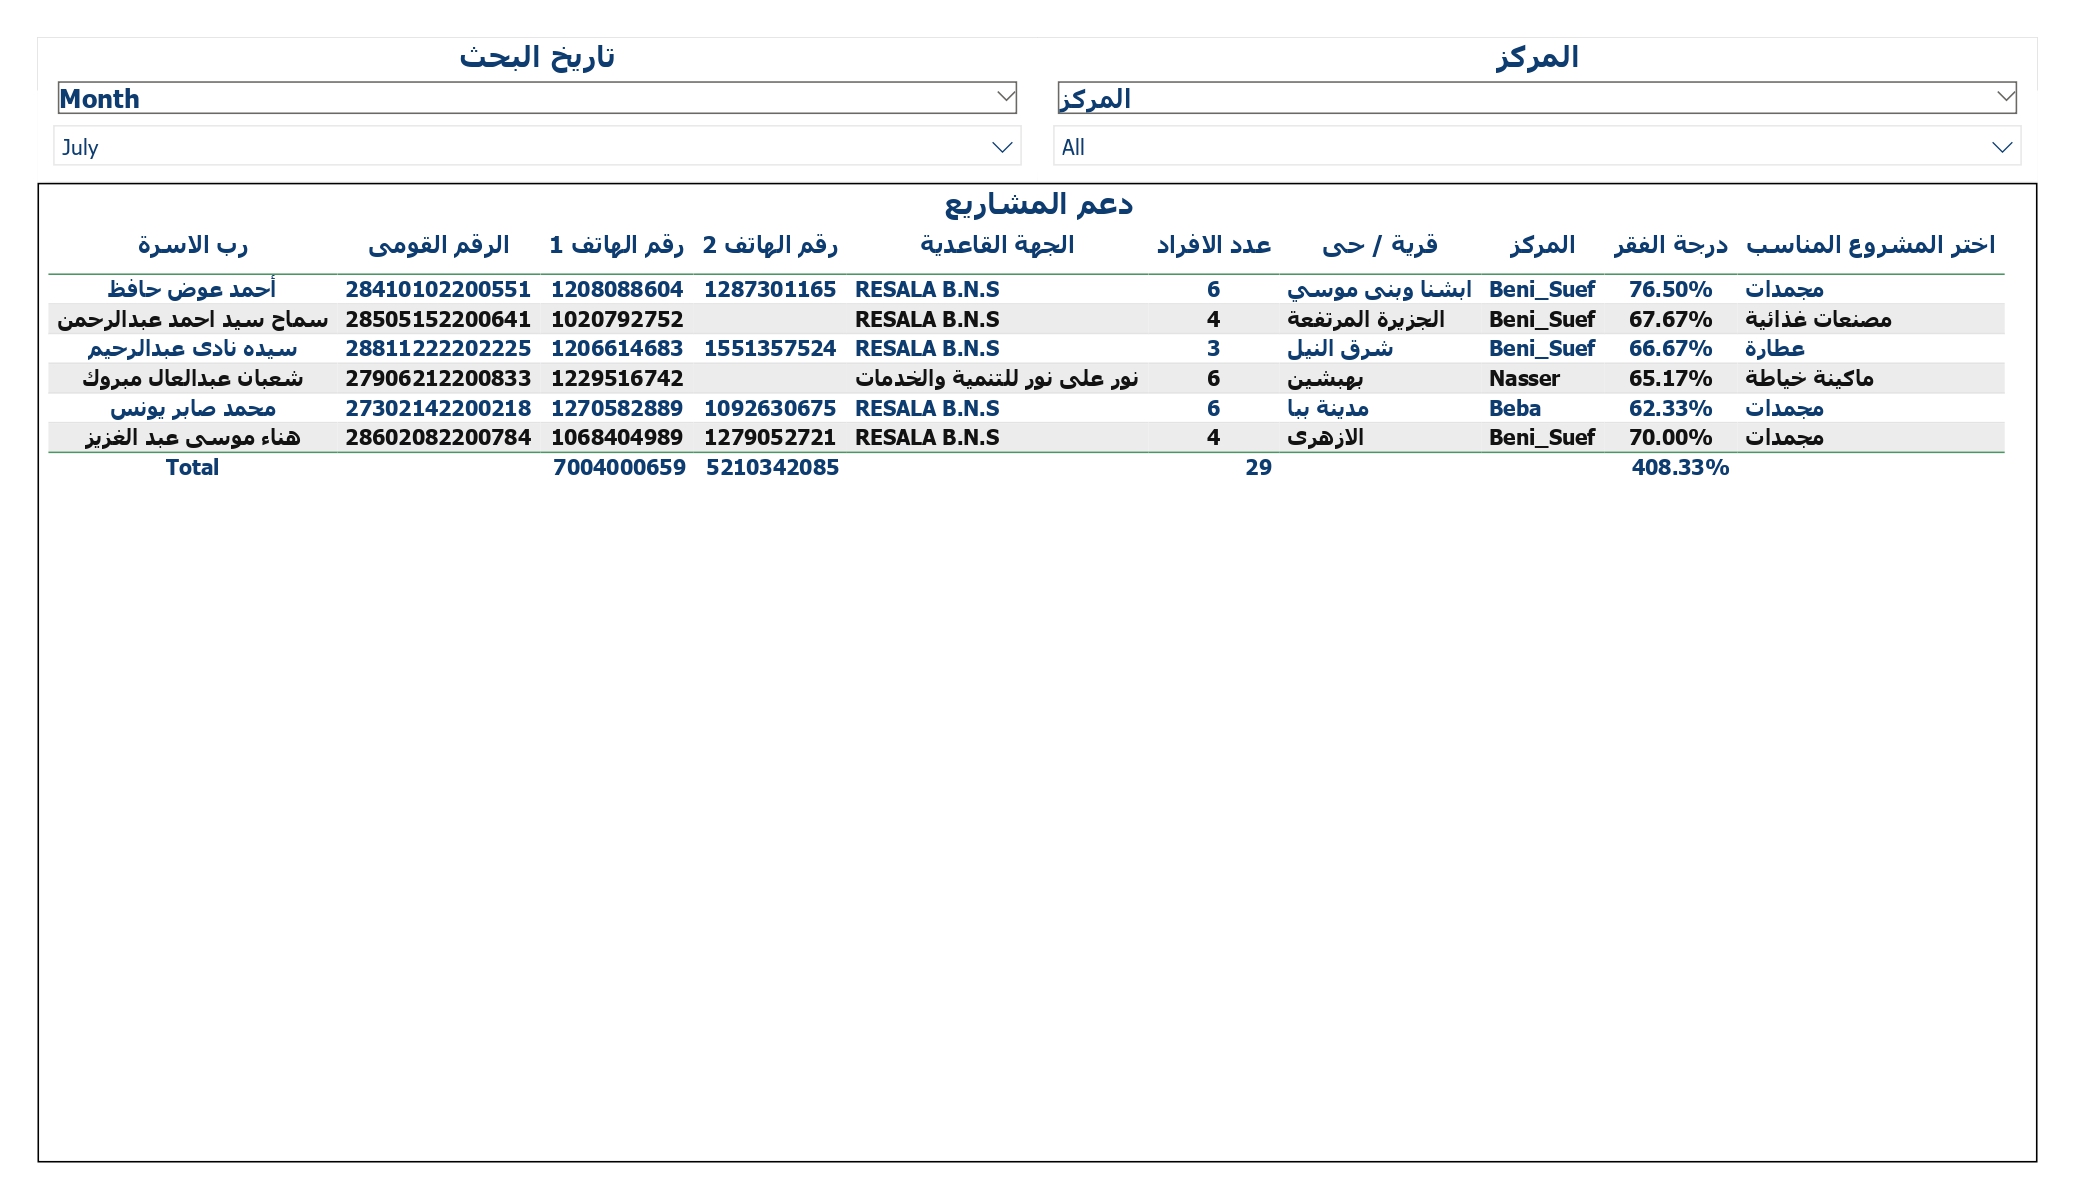 تاريخ البحث
المركز
Month
المركز
July
All
دعم المشاريع
رب الاسرة الرقم القومى رقم الهاتف 1 رقم الهاتف 2 الجهة القاعدية عدد الافراد قرية / حى المركز درجة الفقر اختر المشروع المناسب
أحمد عوض حافظ 28410102200551 1208088604 1287301165 RESALA B.N.S 6 ابشنا وبنى موسي Beni_Suef 76.50% مجمدات
سماح سيد احمد عبدالرحمن 28505152200641 1020792752 RESALA B.N.S 4 الجزيرة المرتفعة Beni_Suef 67.67% مصنعات غذائية
سيده نادى عبدالرحيم 28811222202225 1206614683 1551357524 RESALA B.N.S 3 شرق النيل Beni_Suef 66.67% عطارة
شعبان عبدالعال مبروك 27906212200833 1229516742 نور على نور للتنمية والخدمات 6 بهبشين Nasser 65.17% ماكينة خياطة
محمد صابر يونس 27302142200218 1270582889 1092630675 RESALA B.N.S 6 مدينة ببا Beba 62.33% مجمدات
هناء موسى عبد الغزيز 28602082200784 1068404989 1279052721 RESALA B.N.S 4 الازهرى Beni_Suef 70.00% مجمدات
Total 7004000659 5210342085 29 408.33%